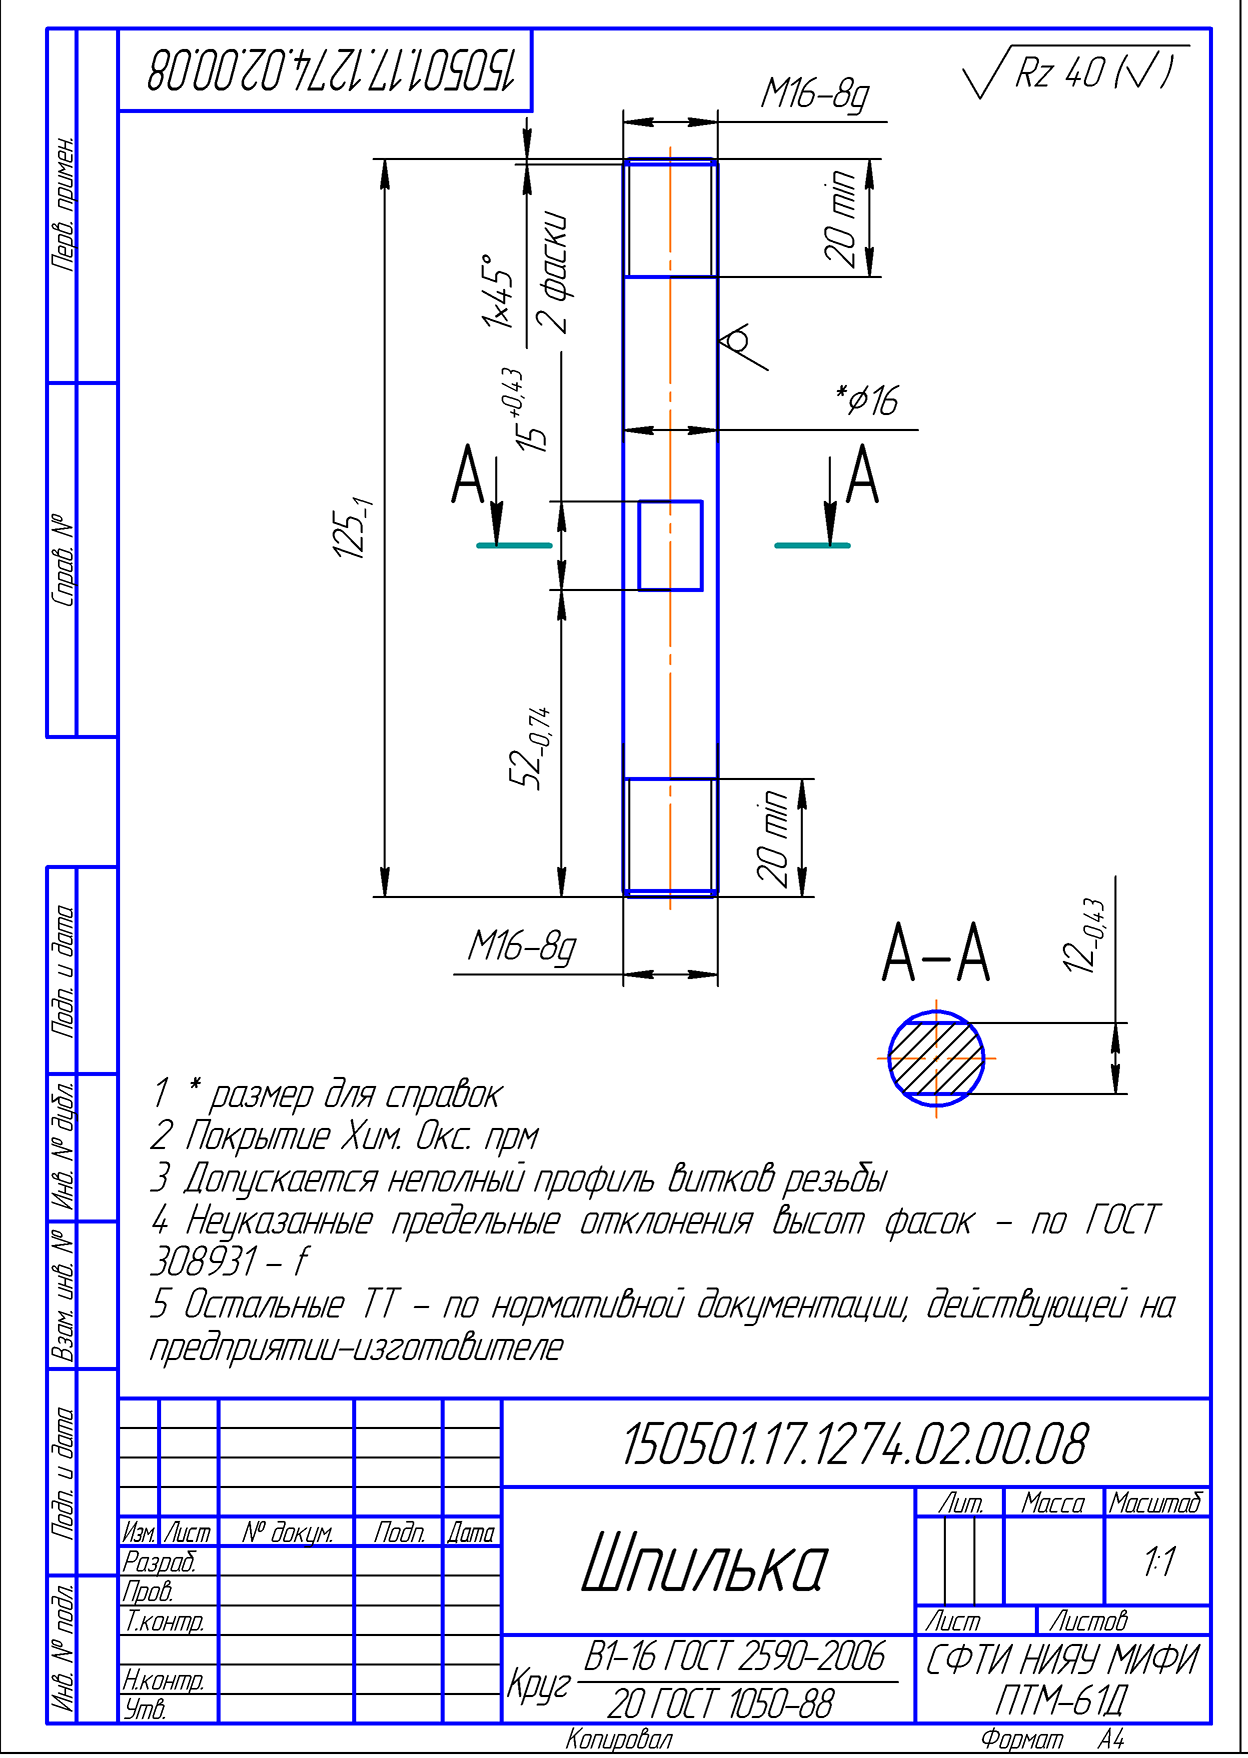 150501.17.1274.02.00.08
Rz 40 (√)
M16-8g
20 min
1x45°
2 фаски
15+0,43
*⌀16
А
А
125-1
52-0,74
20 min
M16-8g
А-А
12-0,43
1 * размер для справок
2 Покрытие Хим. Окс. прм
3 Допускается неполный профиль витков резьбы
4 Неуказанные предельные отклонения высот фасок - по ГОСТ
308931 - f
5 Остальные ТТ - по нормативной документации, действующей на
предприятии-изготовителе
Перв. примен.
Справ. №
Подп. и дата
Инв. № дубл.
Взам. инв. №
Подп. и дата
Инв. № подл.
150501.17.1274.02.00.08
Изм. Лист № докум. Подп. Дата
Разраб.
Пров.
Т.контр.
Н.контр.
Утв.
Шпилька
Лит. Масса Масштаб
1:1
Лист Листов
Круг
В1-16 ГОСТ 2590-2006
20 ГОСТ 1050-88
СФТИ НИЯУ МИФИ
ПТМ-61Д
Копировал Формат А4